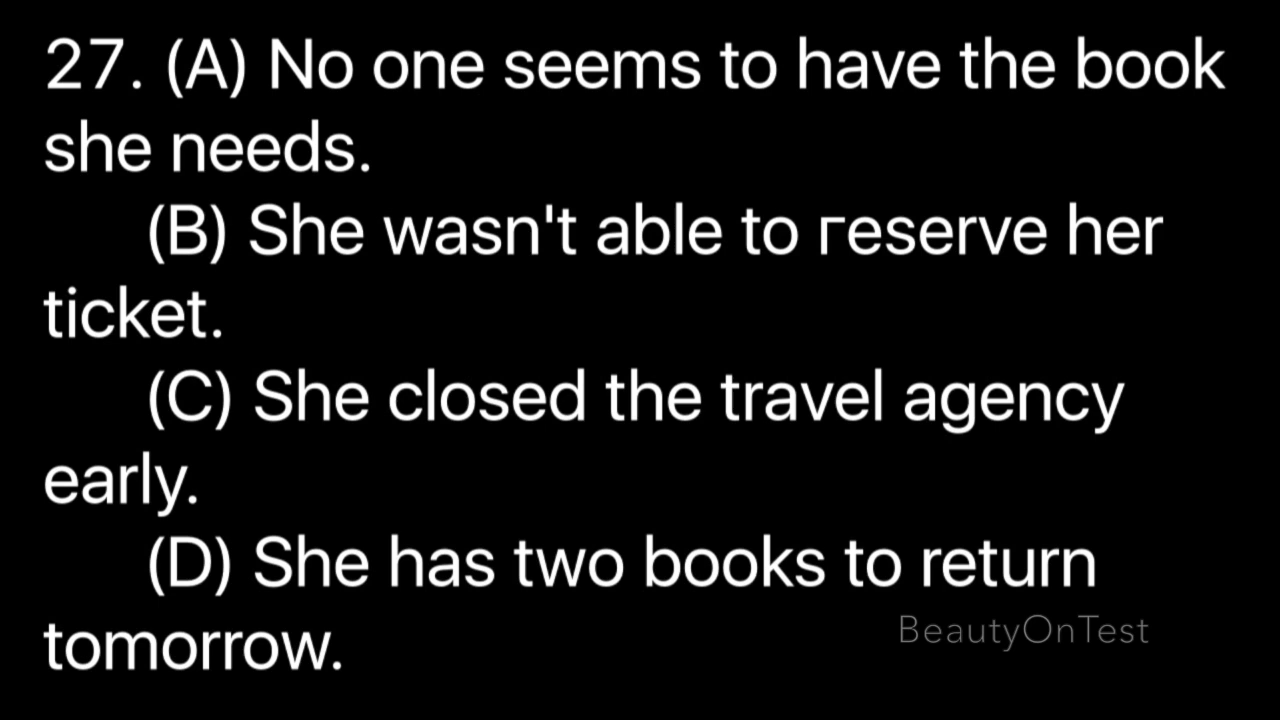 27. (A) No one seems to have the book
she needs.
(B) She wasn't able to reserve her
ticket.
(C) She closed the travel agency
early.
(D) She has two books to return
tomorrow.
BeautyOnTest